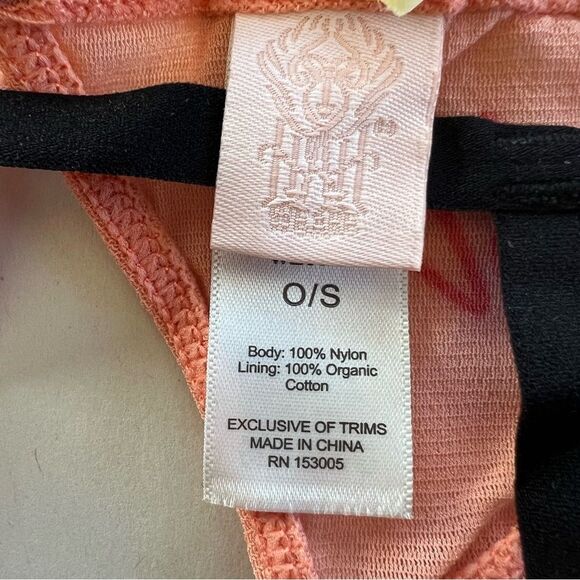 ®
O/S
Body: 100% Nylon
Lining: 100% Organic
Cotton
EXCLUSIVE OF TRIMS
MADE IN CHINA
RN 153005